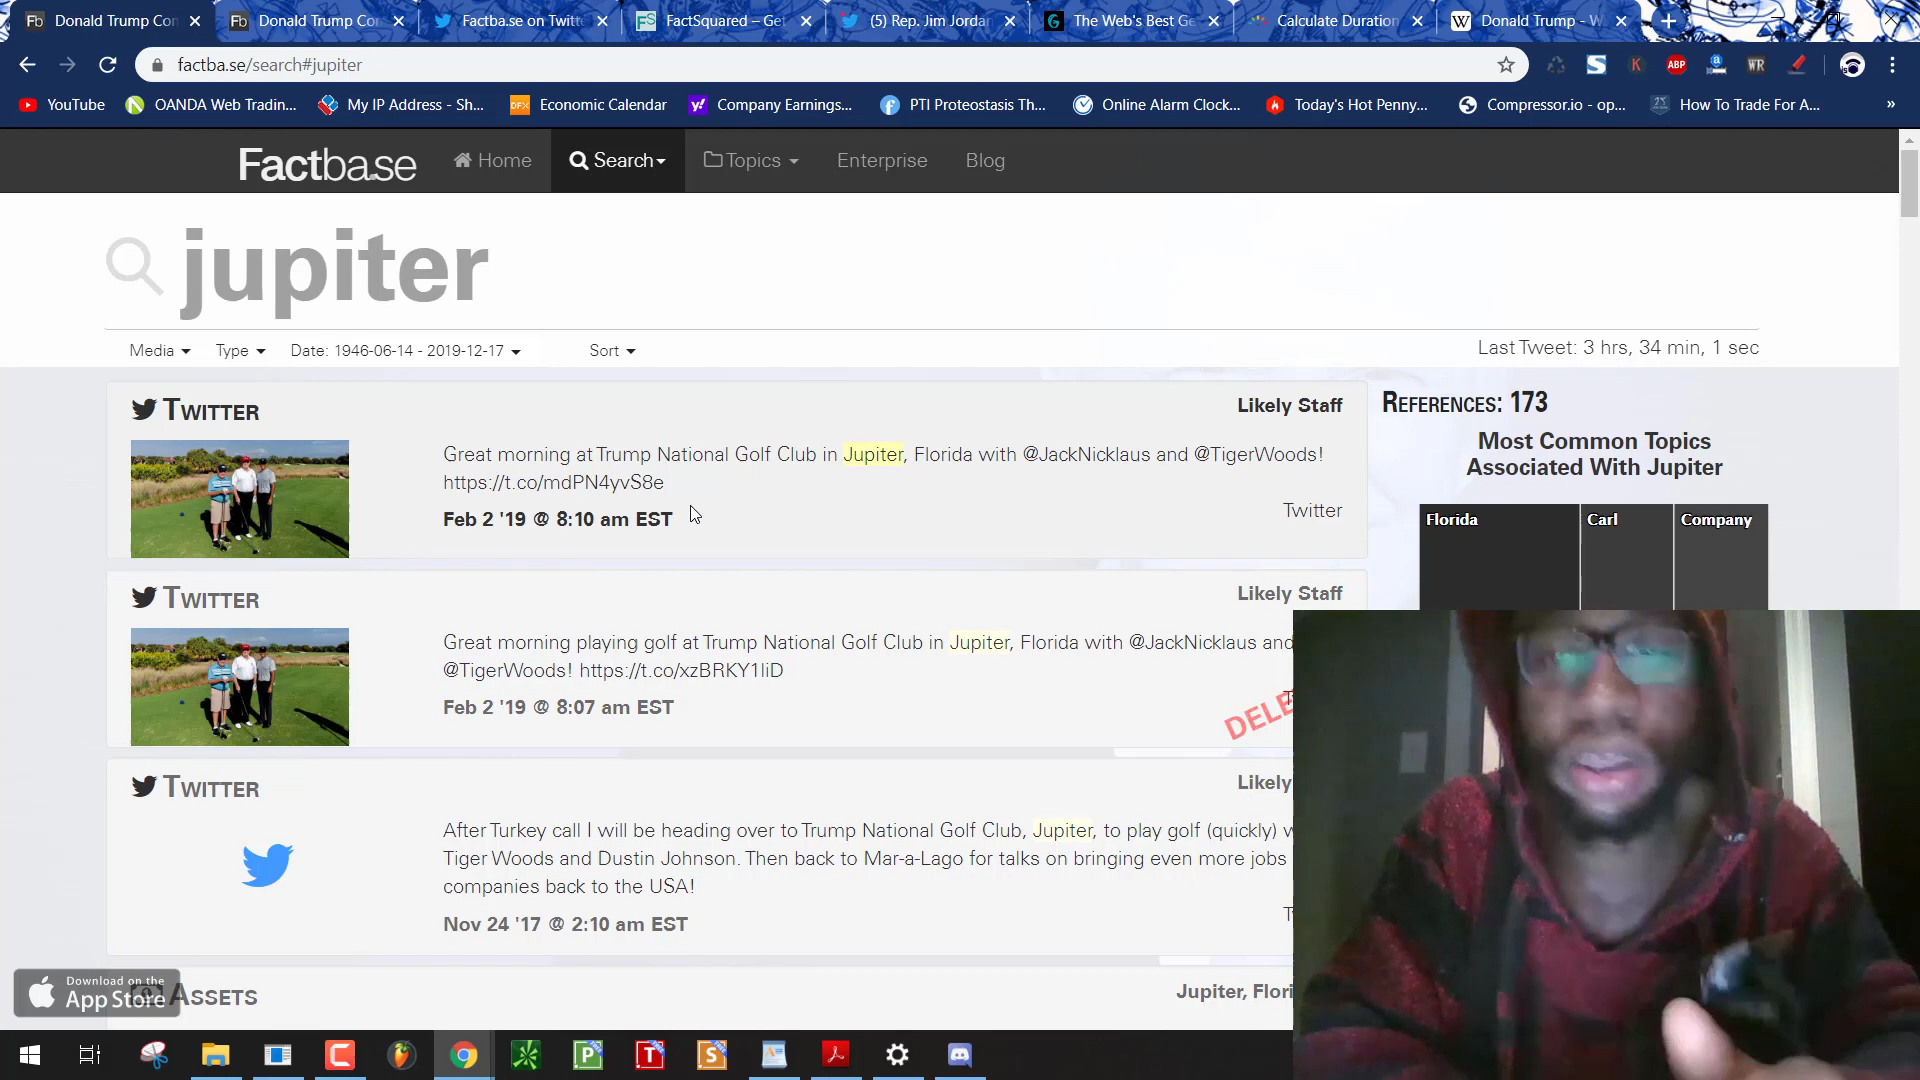 Donald Trump Con
Donald Trump Co
Factba.se on Twitt
FactSquared – Get
(5) Rep. Jim Jordan
The Web's Best Ge
Calculate Duration
Donald Trump - W
factba.se/search#jupiter
ABP
WR
YouTube
OANDA Web Tradin...
My IP Address - Sh...
DFX
Economic Calendar
Company Earnings...
PTI Proteostasis Th...
Online Alarm Clock...
Today's Hot Penny...
Compressor.io - op...
How To Trade For A...
»
Factba.se
Home
Search
Topics
Enterprise
Blog
jupiter
Media
Type
Date: 1946-06-14 - 2019-12-17
Sort
Last Tweet: 3 hrs, 34 min, 1 sec
Twitter
Likely Staff
Great morning at Trump National Golf Club in Jupiter, Florida with @JackNicklaus and @TigerWoods!
https://t.co/mdPN4yvS8e
Feb 2 '19 @ 8:10 am EST
Twitter
References: 173
Most Common Topics
Associated With Jupiter
Florida
Carl
Company
Twitter
Likely Staff
Great morning playing golf at Trump National Golf Club in Jupiter, Florida with @JackNicklaus and
@TigerWoods! https://t.co/xzBRKY1liD
Feb 2 '19 @ 8:07 am EST
DELE
Twitter
Likely
After Turkey call I will be heading over to Trump National Golf Club, Jupiter, to play golf (quickly) w
Tiger Woods and Dustin Johnson. Then back to Mar-a-Lago for talks on bringing even more jobs
companies back to the USA!
Nov 24 '17 @ 2:10 am EST
Download on the
App Store
Assets
Jupiter, Flori